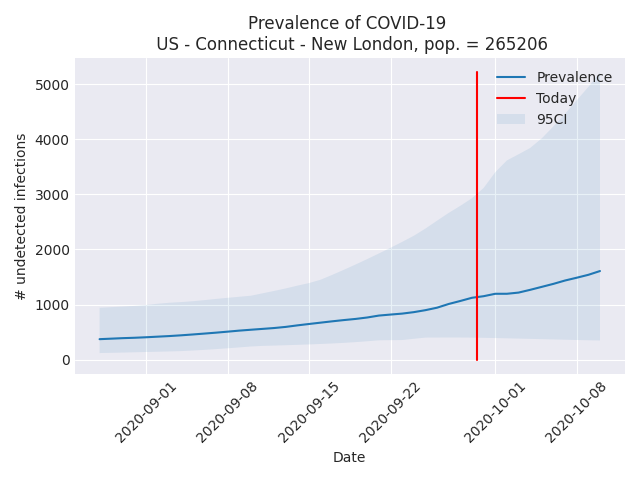 Prevalence of COVID-19
US - Connecticut - New London, pop. = 265206
Prevalence
Today
95CI
5000
4000
3000
2000
1000
0
# undetected infections
2020-09-01
2020-09-08
2020-09-15
2020-09-22
2020-10-01
2020-10-08
Date